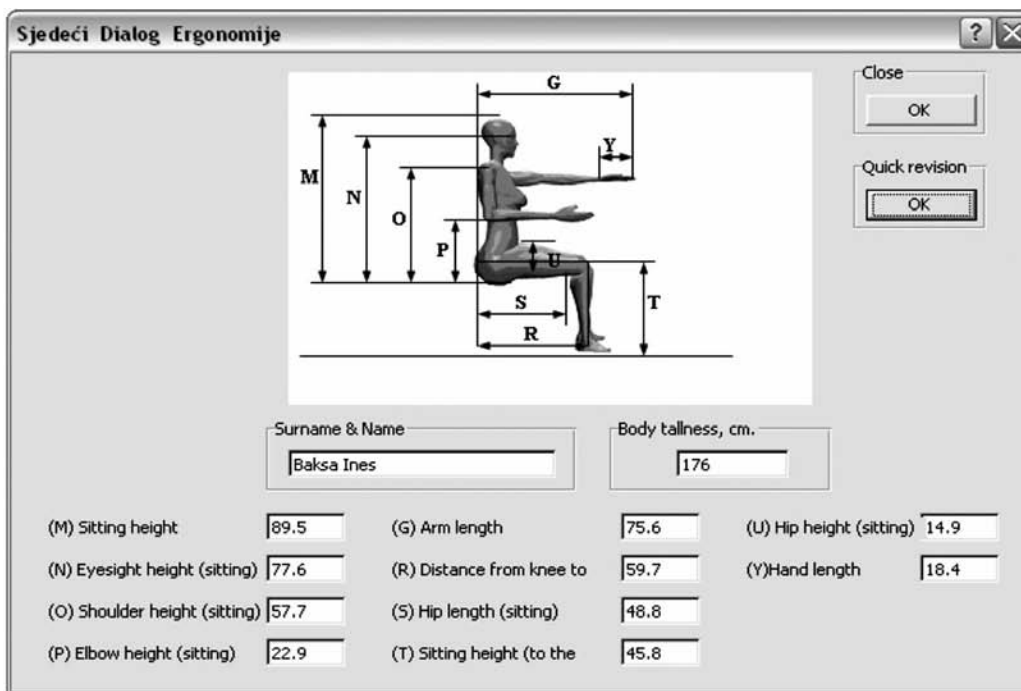 Sjedeći Dialog Ergonomije
?
Close
OK
Quick revision
OK
G
Y
M
N
O
P
U
S
T
R
Surname & Name
Baksa Ines
Body tallness, cm.
176
(M) Sitting height 89.5 (G) Arm length 75.6 (U) Hip height (sitting) 14.9
(N) Eyesight height (sitting) 77.6 (R) Distance from knee to 59.7 (Y)Hand length 18.4
(O) Shoulder height (sitting) 57.7 (S) Hip length (sitting) 48.8
(P) Elbow height (sitting) 22.9 (T) Sitting height (to the 45.8